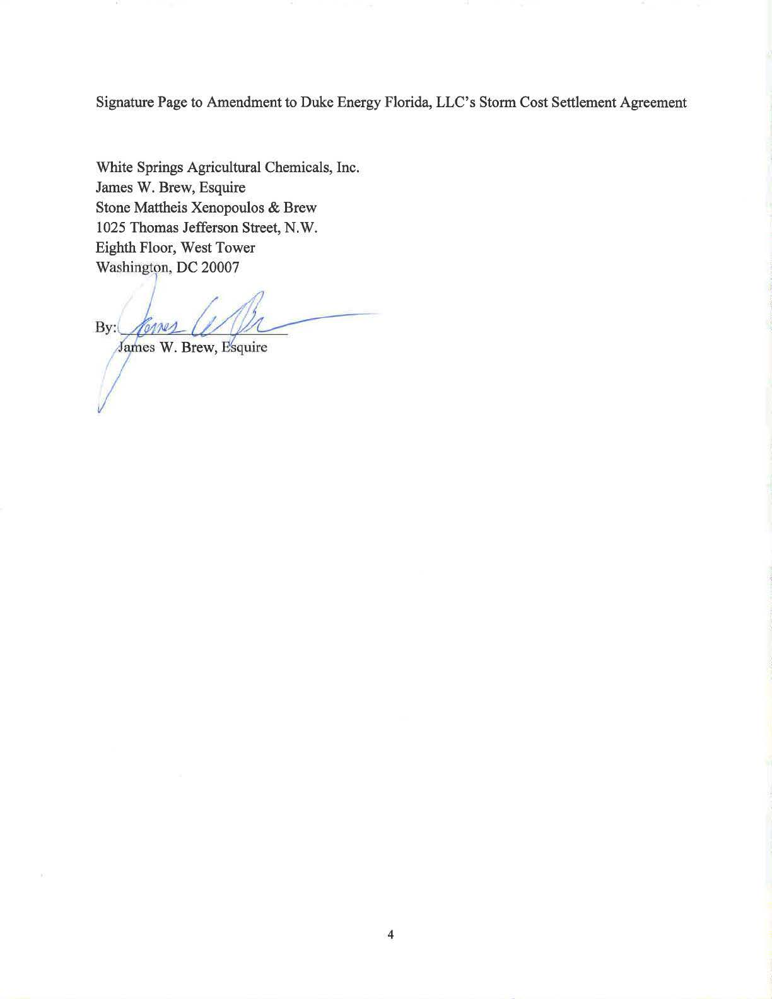 Signature Page to Amendment to Duke Energy Florida, LLC's Storm Cost Settlement Agreement
White Springs Agricultural Chemicals, Inc.
James W. Brew, Esquire
Stone Mattheis Xenopoulos & Brew
1025 Thomas Jefferson Street, N.W.
Eighth Floor, West Tower
Washington, DC 20007
By: James W Br
James W. Brew, Esquire
4